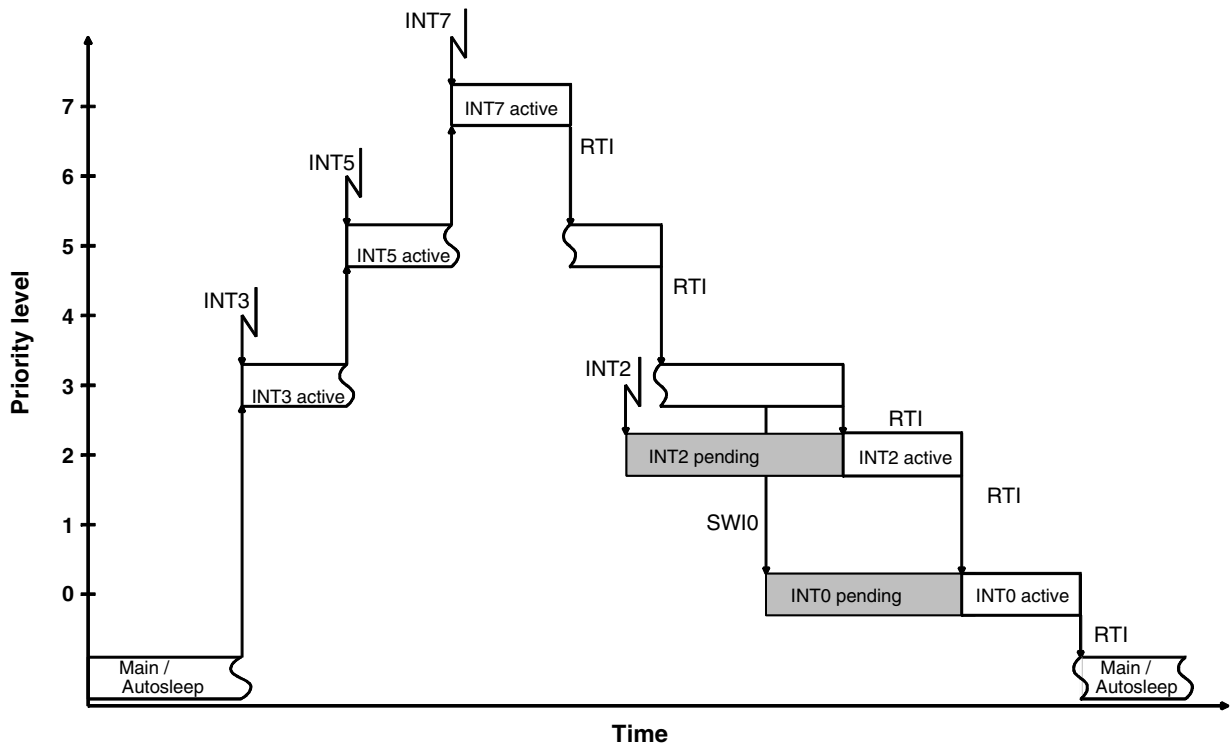 INT7
7
INT7 active
RTI
INT5
6
5
INT5 active
RTI
INT3
4
INT2
3
INT3 active
RTI
2
INT2 pending
INT2 active
RTI
1
SWI0
0
INT0 pending
INT0 active
RTI
Main /
Autosleep
Main /
Autosleep
Priority level
Time